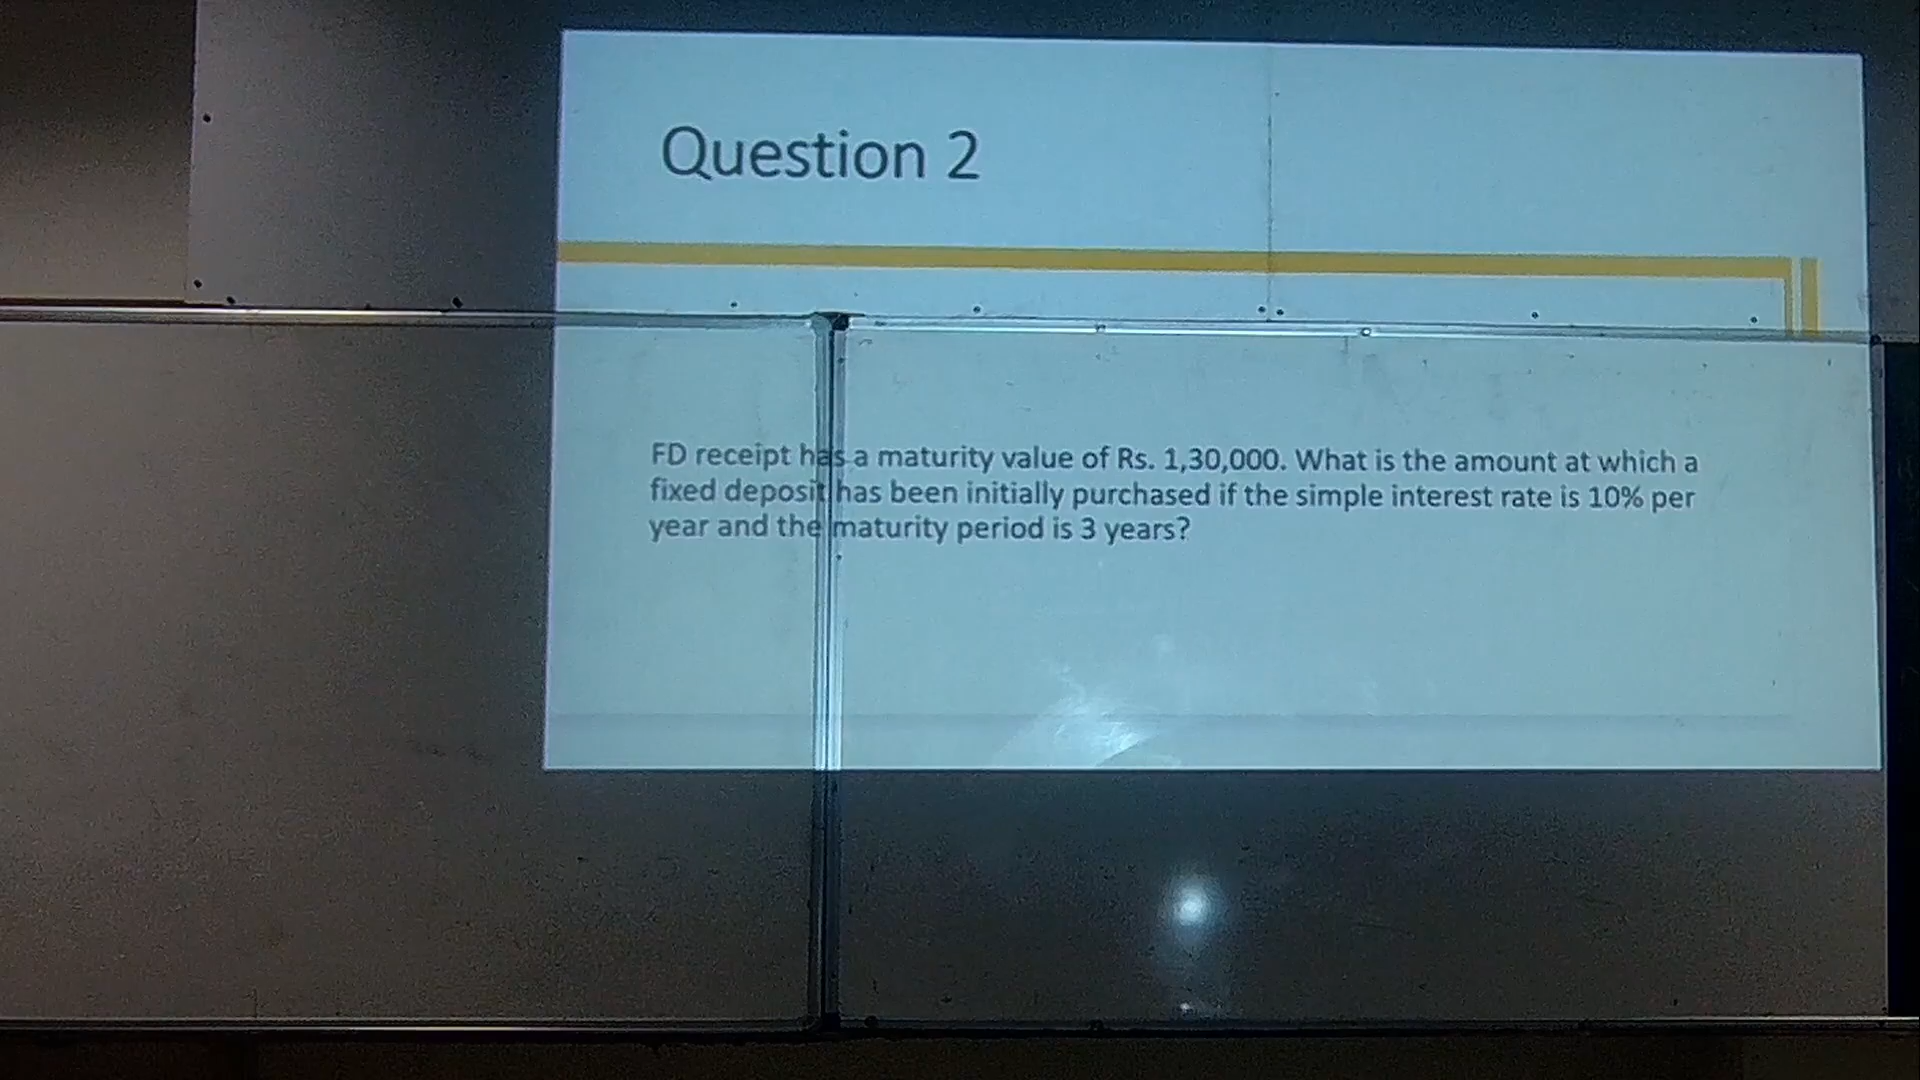 Question 2
FD receipt has a maturity value of Rs. 1,30,000. What is the amount at which a
fixed deposit has been initially purchased if the simple interest rate is 10% per
year and the maturity period is 3 years?